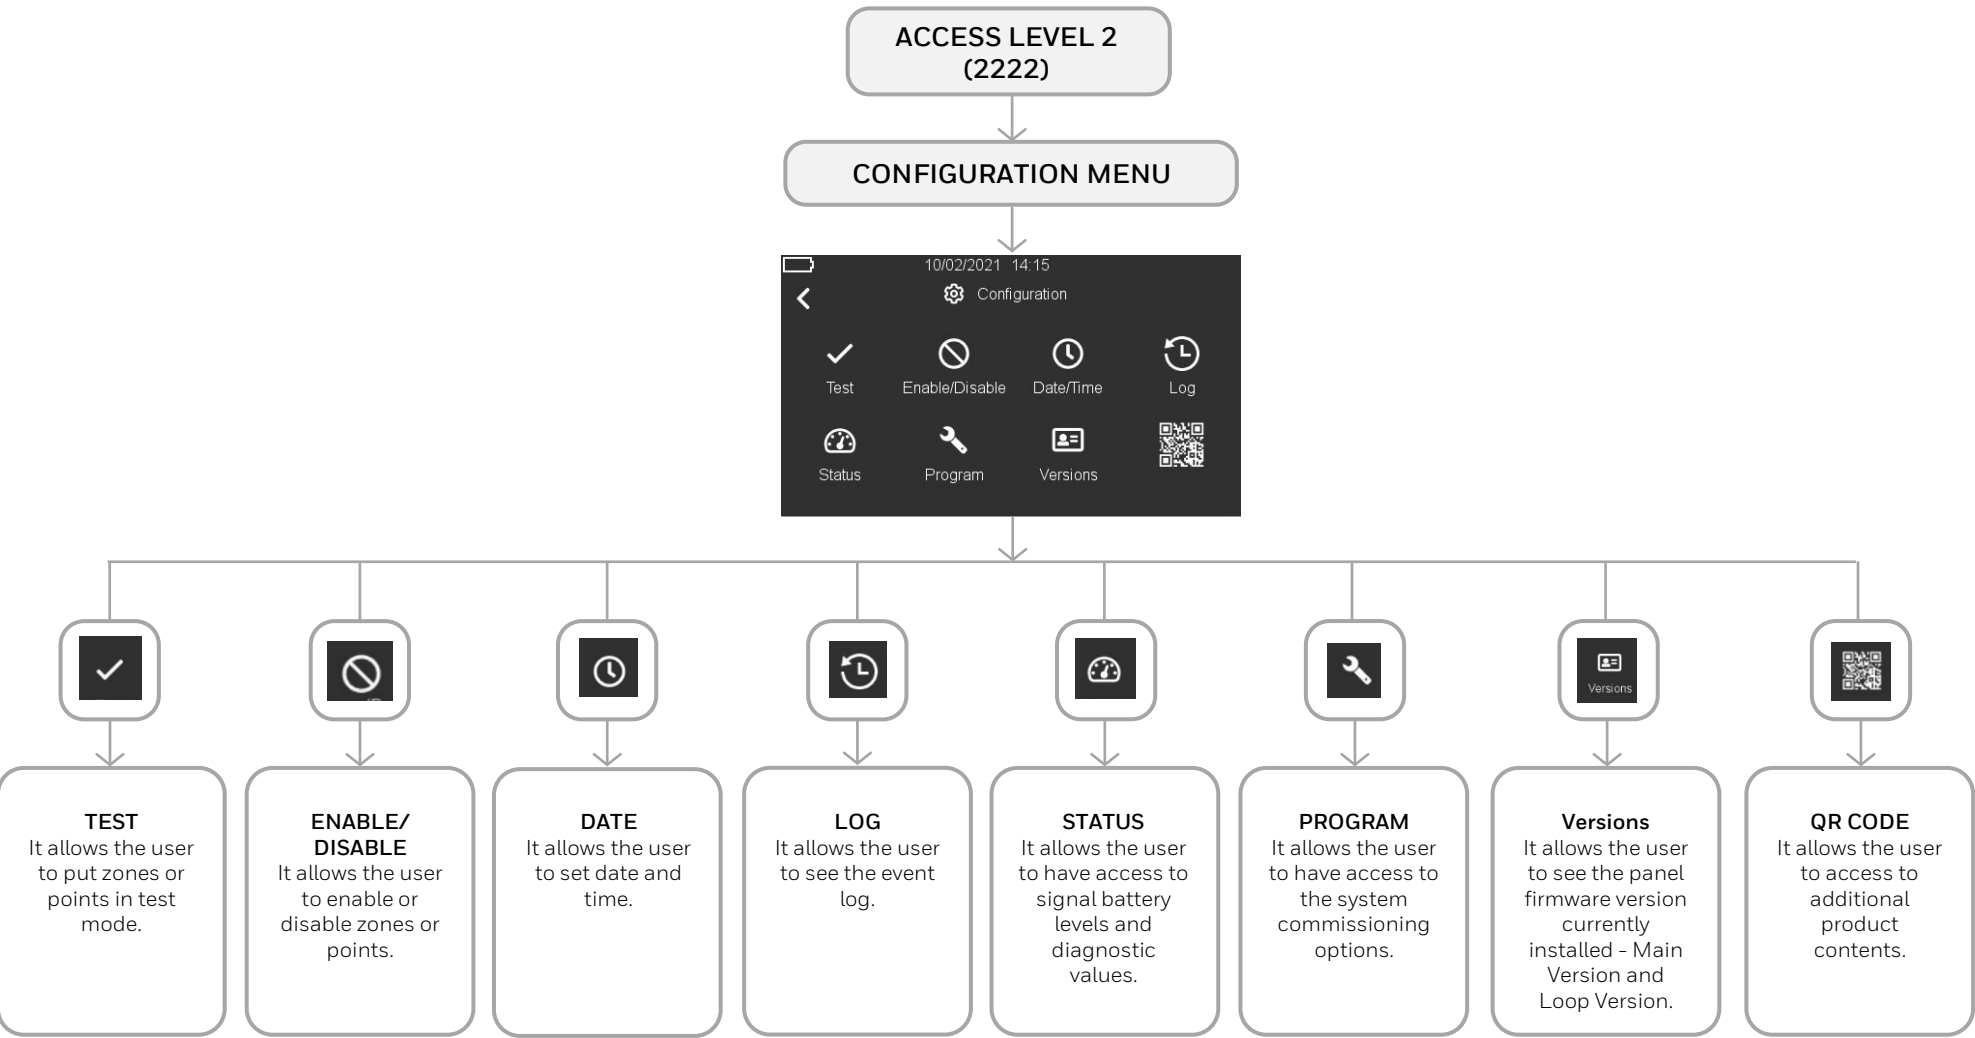 ACCESS LEVEL 2
(2222)
CONFIGURATION MENU
10/02/2021 14:15
Configuration
Test
Enable/Disable
Date/Time
Log
Status
Program
Versions
Versions
TEST
It allows the user
to put zones or
points in test
mode.
ENABLE/
DISABLE
It allows the user
to enable or
disable zones or
points.
DATE
It allows the user
to set date and
time.
LOG
It allows the user
to see the event
log.
STATUS
It allows the user
to have access to
signal battery
levels and
diagnostic
values.
PROGRAM
It allows the user
to have access to
the system
commissioning
options.
Versions
It allows the user
to see the panel
firmware version
currently
installed - Main
Version and
Loop Version.
QR CODE
It allows the user
to access to
additional
product
contents.